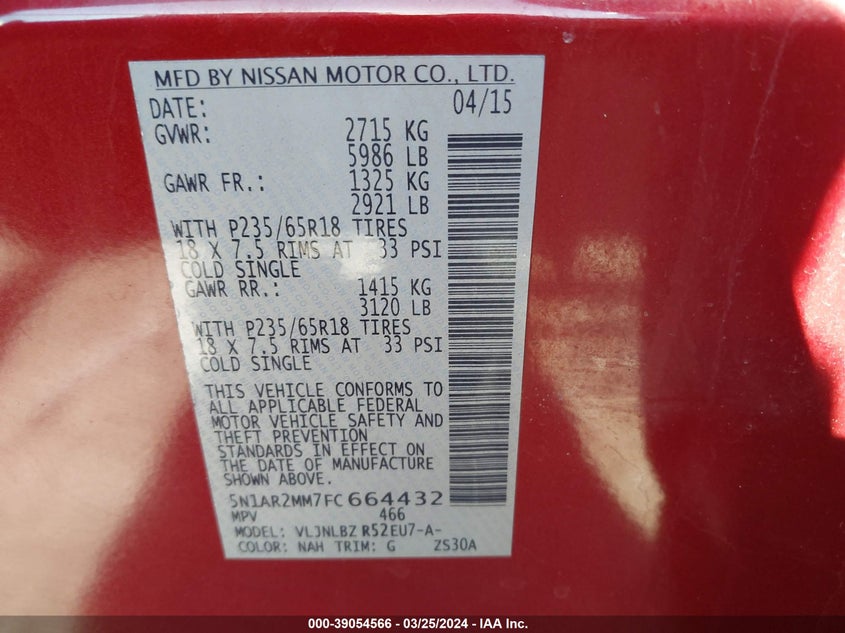 MFD BY NISSAN MOTOR CO., LTD.
DATE: 04/15
GVWR: 2715 KG
5986 LB
GAWR FR.: 1325 KG
2921 LB
WITH P235/65R18 TIRES
18 X 7.5 RIMS AT 33 PSI
COLD SINGLE
GAWR RR.: 1415 KG
3120 LB
WITH P235/65R18 TIRES
18 X 7.5 RIMS AT 33 PSI
COLD SINGLE
THIS VEHICLE CONFORMS TO
ALL APPLICABLE FEDERAL
MOTOR VEHICLE SAFETY AND
THEFT PREVENTION
STANDARDS IN EFFECT ON
THE DATE OF MANUFACTURE
SHOWN ABOVE.
5N1AR2MM7FC664432
MPV 466
MODEL: VLJNLBZ R52EU7-A-
COLOR: NAH TRIM: G ZS30A
000-39054566 - 03/25/2024 - IAA Inc.